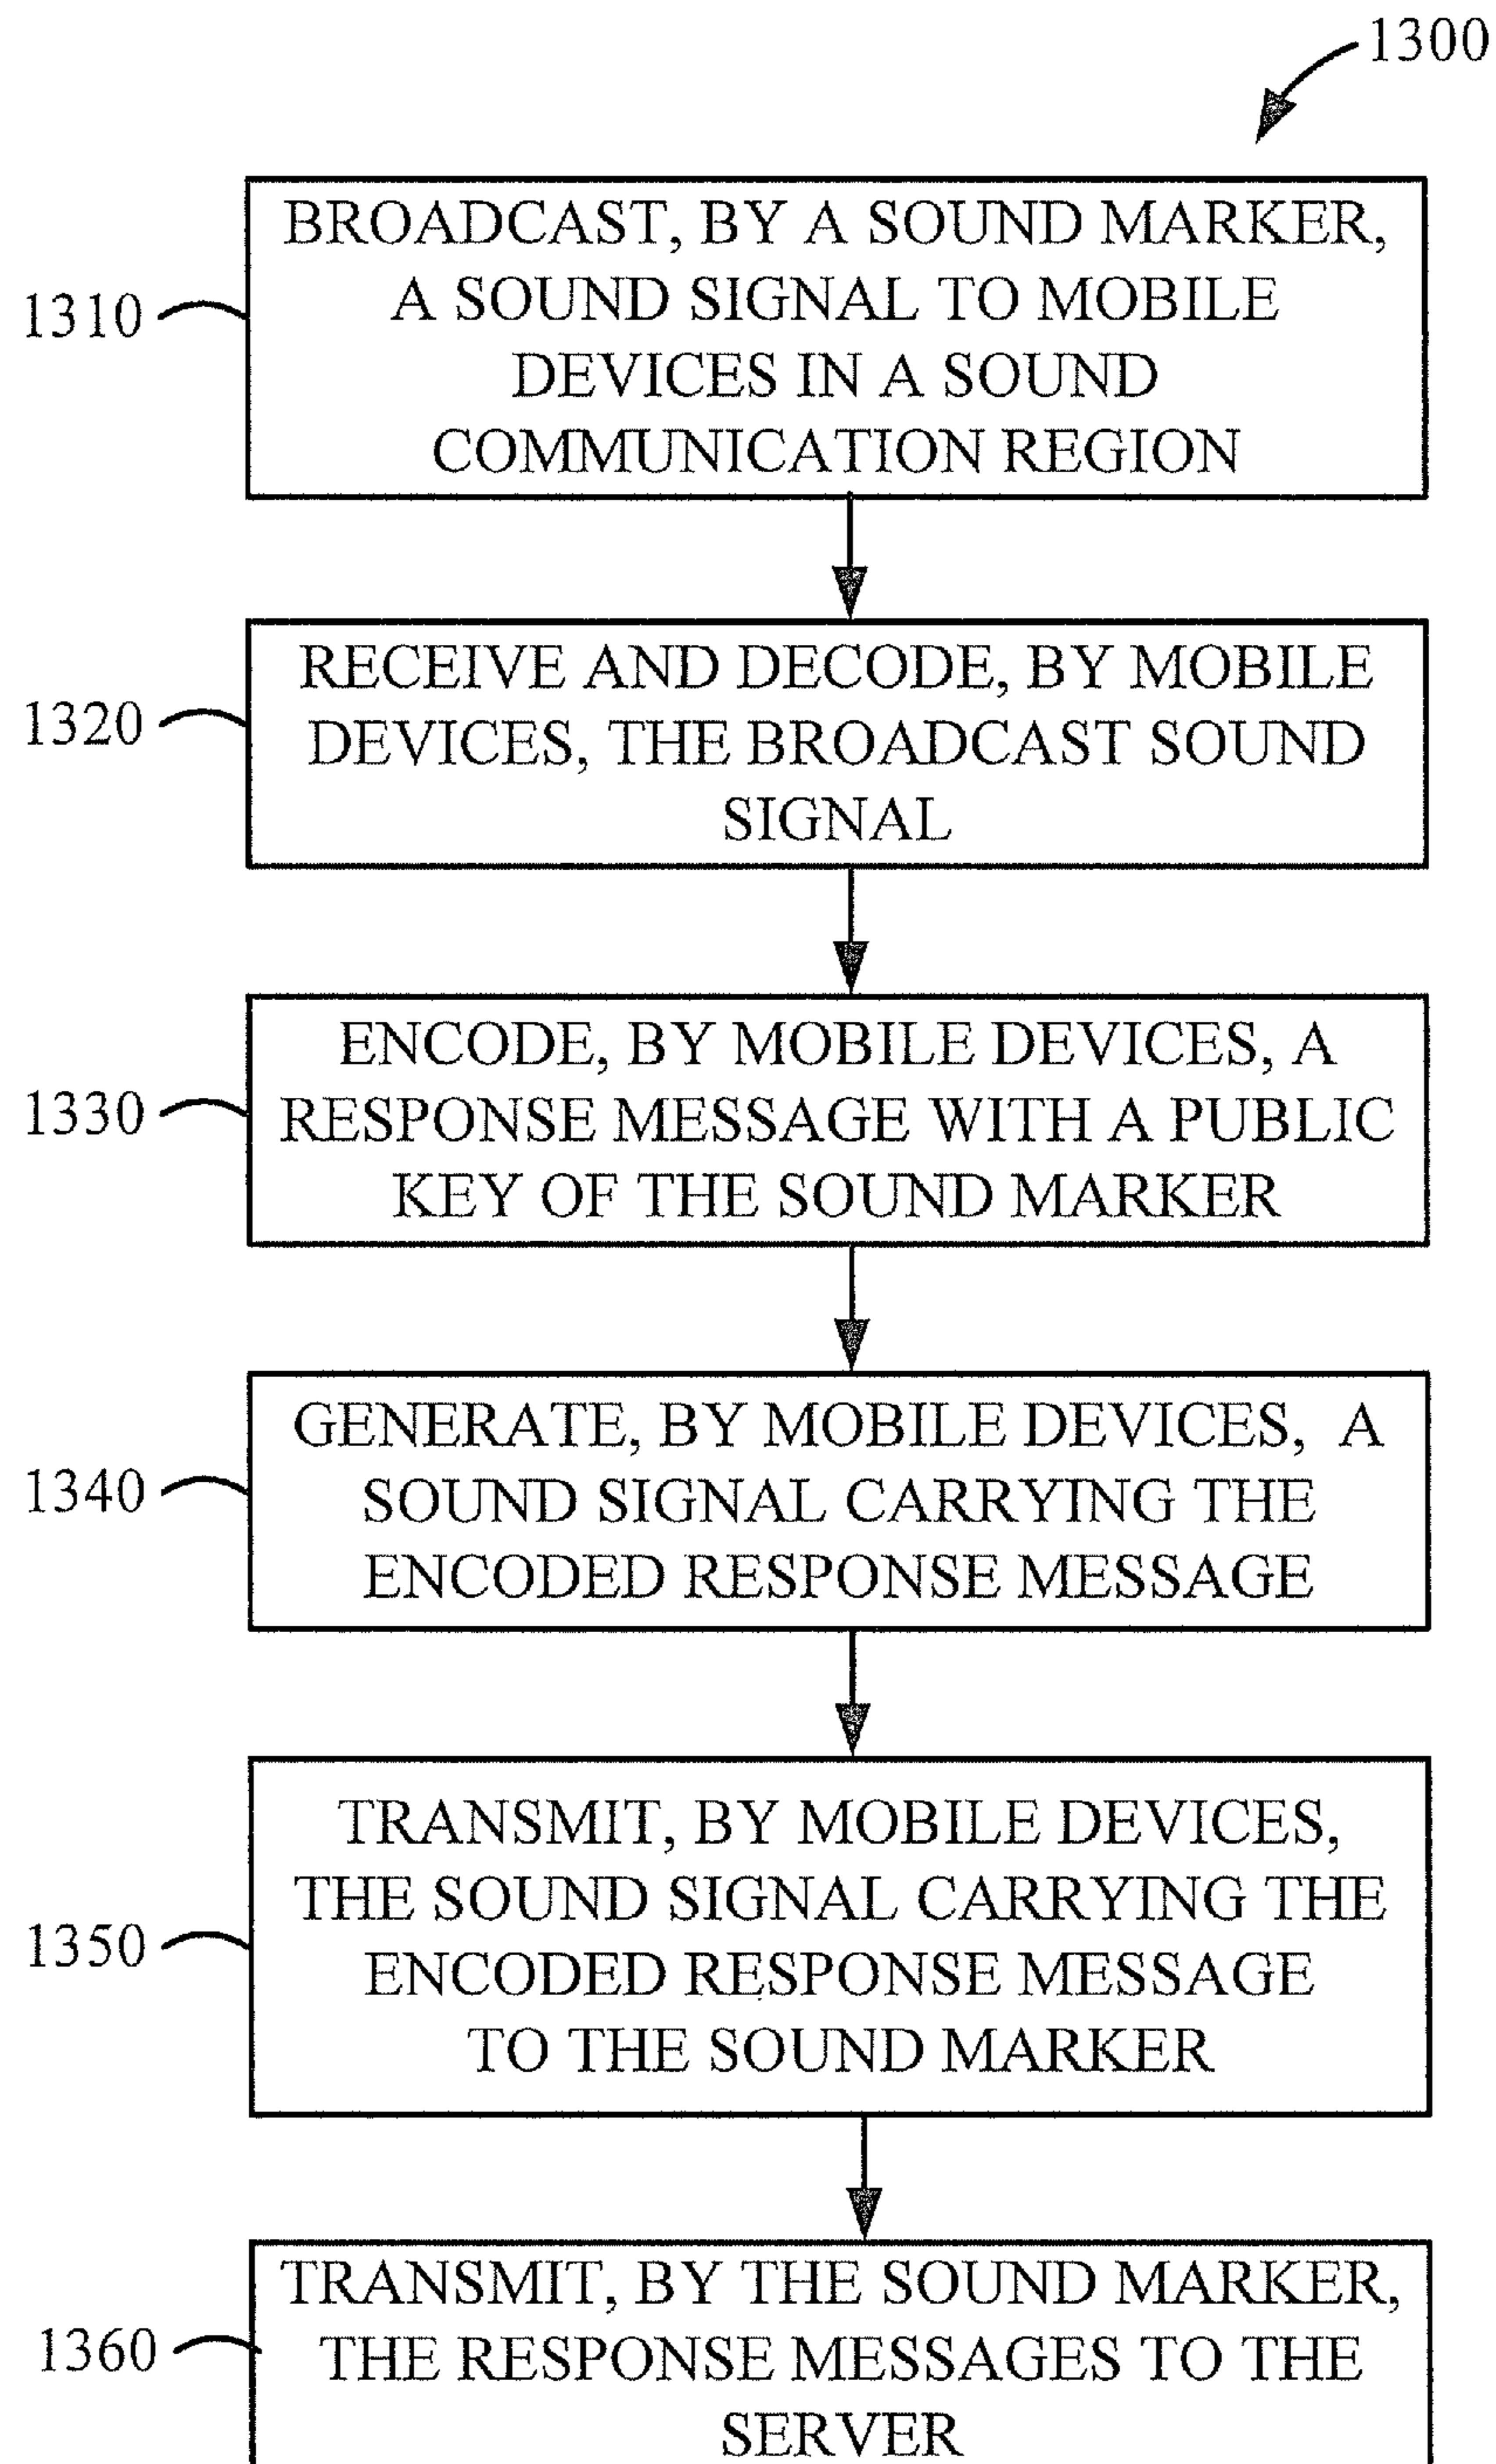 1300
BROADCAST, BY A SOUND MARKER,
A SOUND SIGNAL TO MOBILE
DEVICES IN A SOUND
COMMUNICATION REGION
1310
RECEIVE AND DECODE, BY MOBILE
DEVICES, THE BROADCAST SOUND
SIGNAL
1320
ENCODE, BY MOBILE DEVICES, A
RESPONSE MESSAGE WITH A PUBLIC
KEY OF THE SOUND MARKER
1330
GENERATE, BY MOBILE DEVICES, A
SOUND SIGNAL CARRYING THE
ENCODED RESPONSE MESSAGE
1340
TRANSMIT, BY MOBILE DEVICES,
THE SOUND SIGNAL CARRYING THE
ENCODED RESPONSE MESSAGE
TO THE SOUND MARKER
1350
TRANSMIT, BY THE SOUND MARKER,
THE RESPONSE MESSAGES TO THE
SERVER
1360